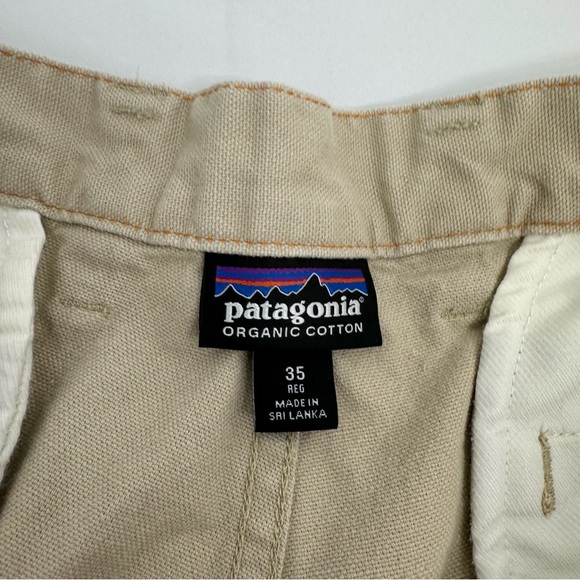 patagonia®
ORGANIC COTTON
35
REG
MADE IN
SRI LANKA